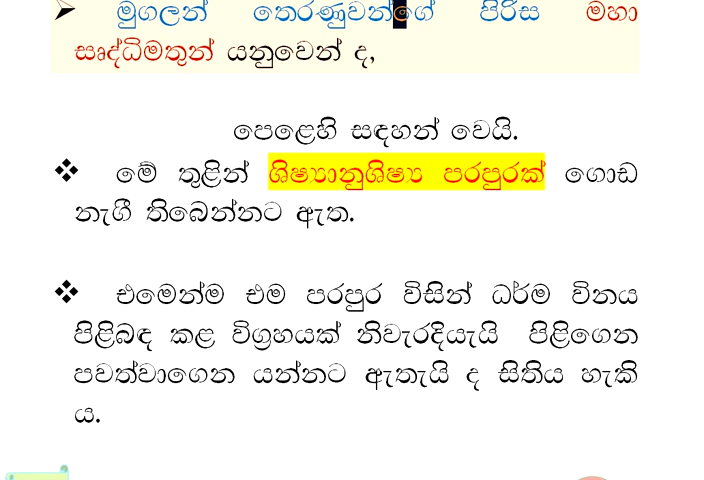 ➢ මුගලන් තෙරණුවන්ගේ පිරිස මහා
සෘද්ධිමතුන් යනුවෙන් ද,
පෙළෙහි සඳහන් වෙයි.
❖ මේ තුළින් ශිෂ්‍යානුශිෂ්‍ය පරපුරක් ගොඩ
නැගී තිබෙන්නට ඇත.
❖ එමෙන්ම එම පරපුර විසින් ධර්ම විනය
පිළිබඳ කළ විග්‍රහයක් නිවැරදියැයි පිළිගෙන
පවත්වාගෙන යන්නට ඇතැයි ද සිතිය හැකි
ය.